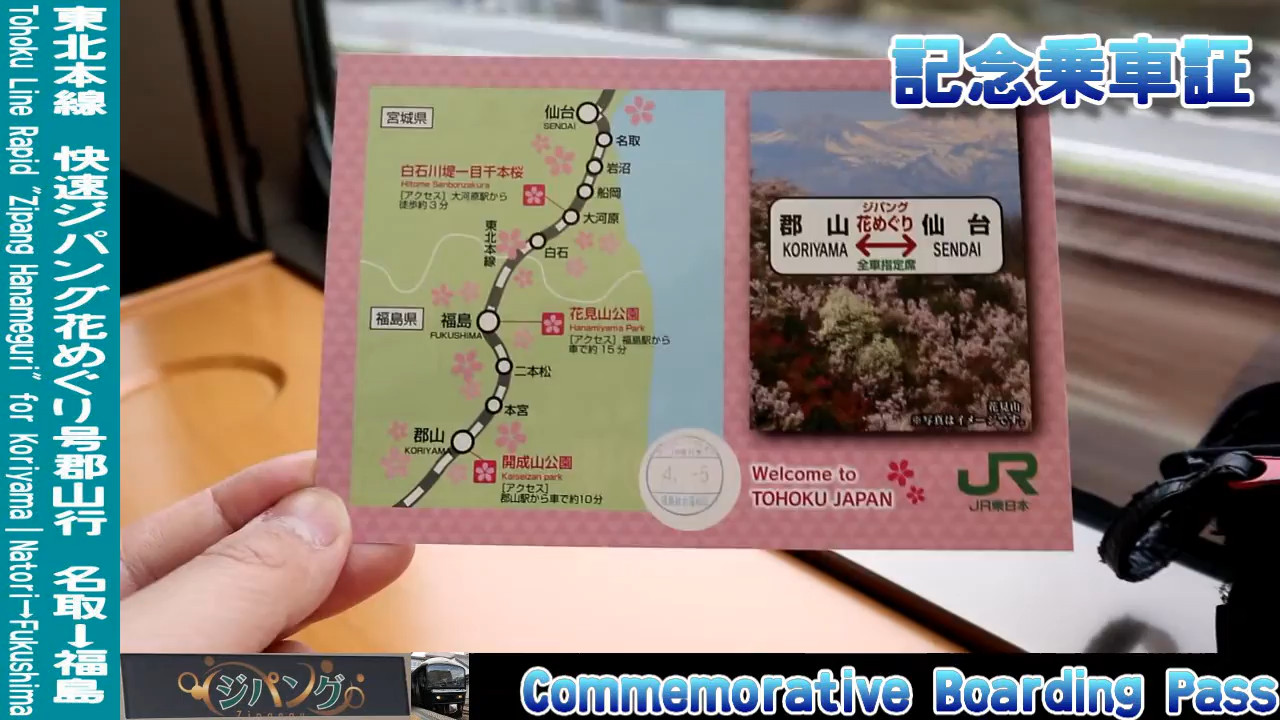 東北本線 快速ジパング花めぐり号郡山行 名取→福島
Tohoku Line Rapid "Zipang Hanameguri" for Koriyama | Natori→Fukushima
記念乗車証
宮城県
仙台
SENDAI
名取
岩沼
白石川堤一目千本桜
Hitome Senbonzakura
[アクセス] 大河原駅から
徒歩約3分
船岡
大河原
東北本線
白石
福島県
福島
FUKUSHIMA
花見山公園
Hanamiyama Park
[アクセス] 福島駅から
車で約15分
二本松
本宮
郡山
KORIYAMA
開成山公園
Kaiseizan park
[アクセス]
郡山駅から車で約10分
4. -5
ジパング
郡山 花めぐり 仙台
KORIYAMA SENDAI
全車指定席
花見山
※写真はイメージです。
Welcome to
TOHOKU JAPAN
JR
JR東日本
ジパング
Zipangu
Commemorative Boarding Pass